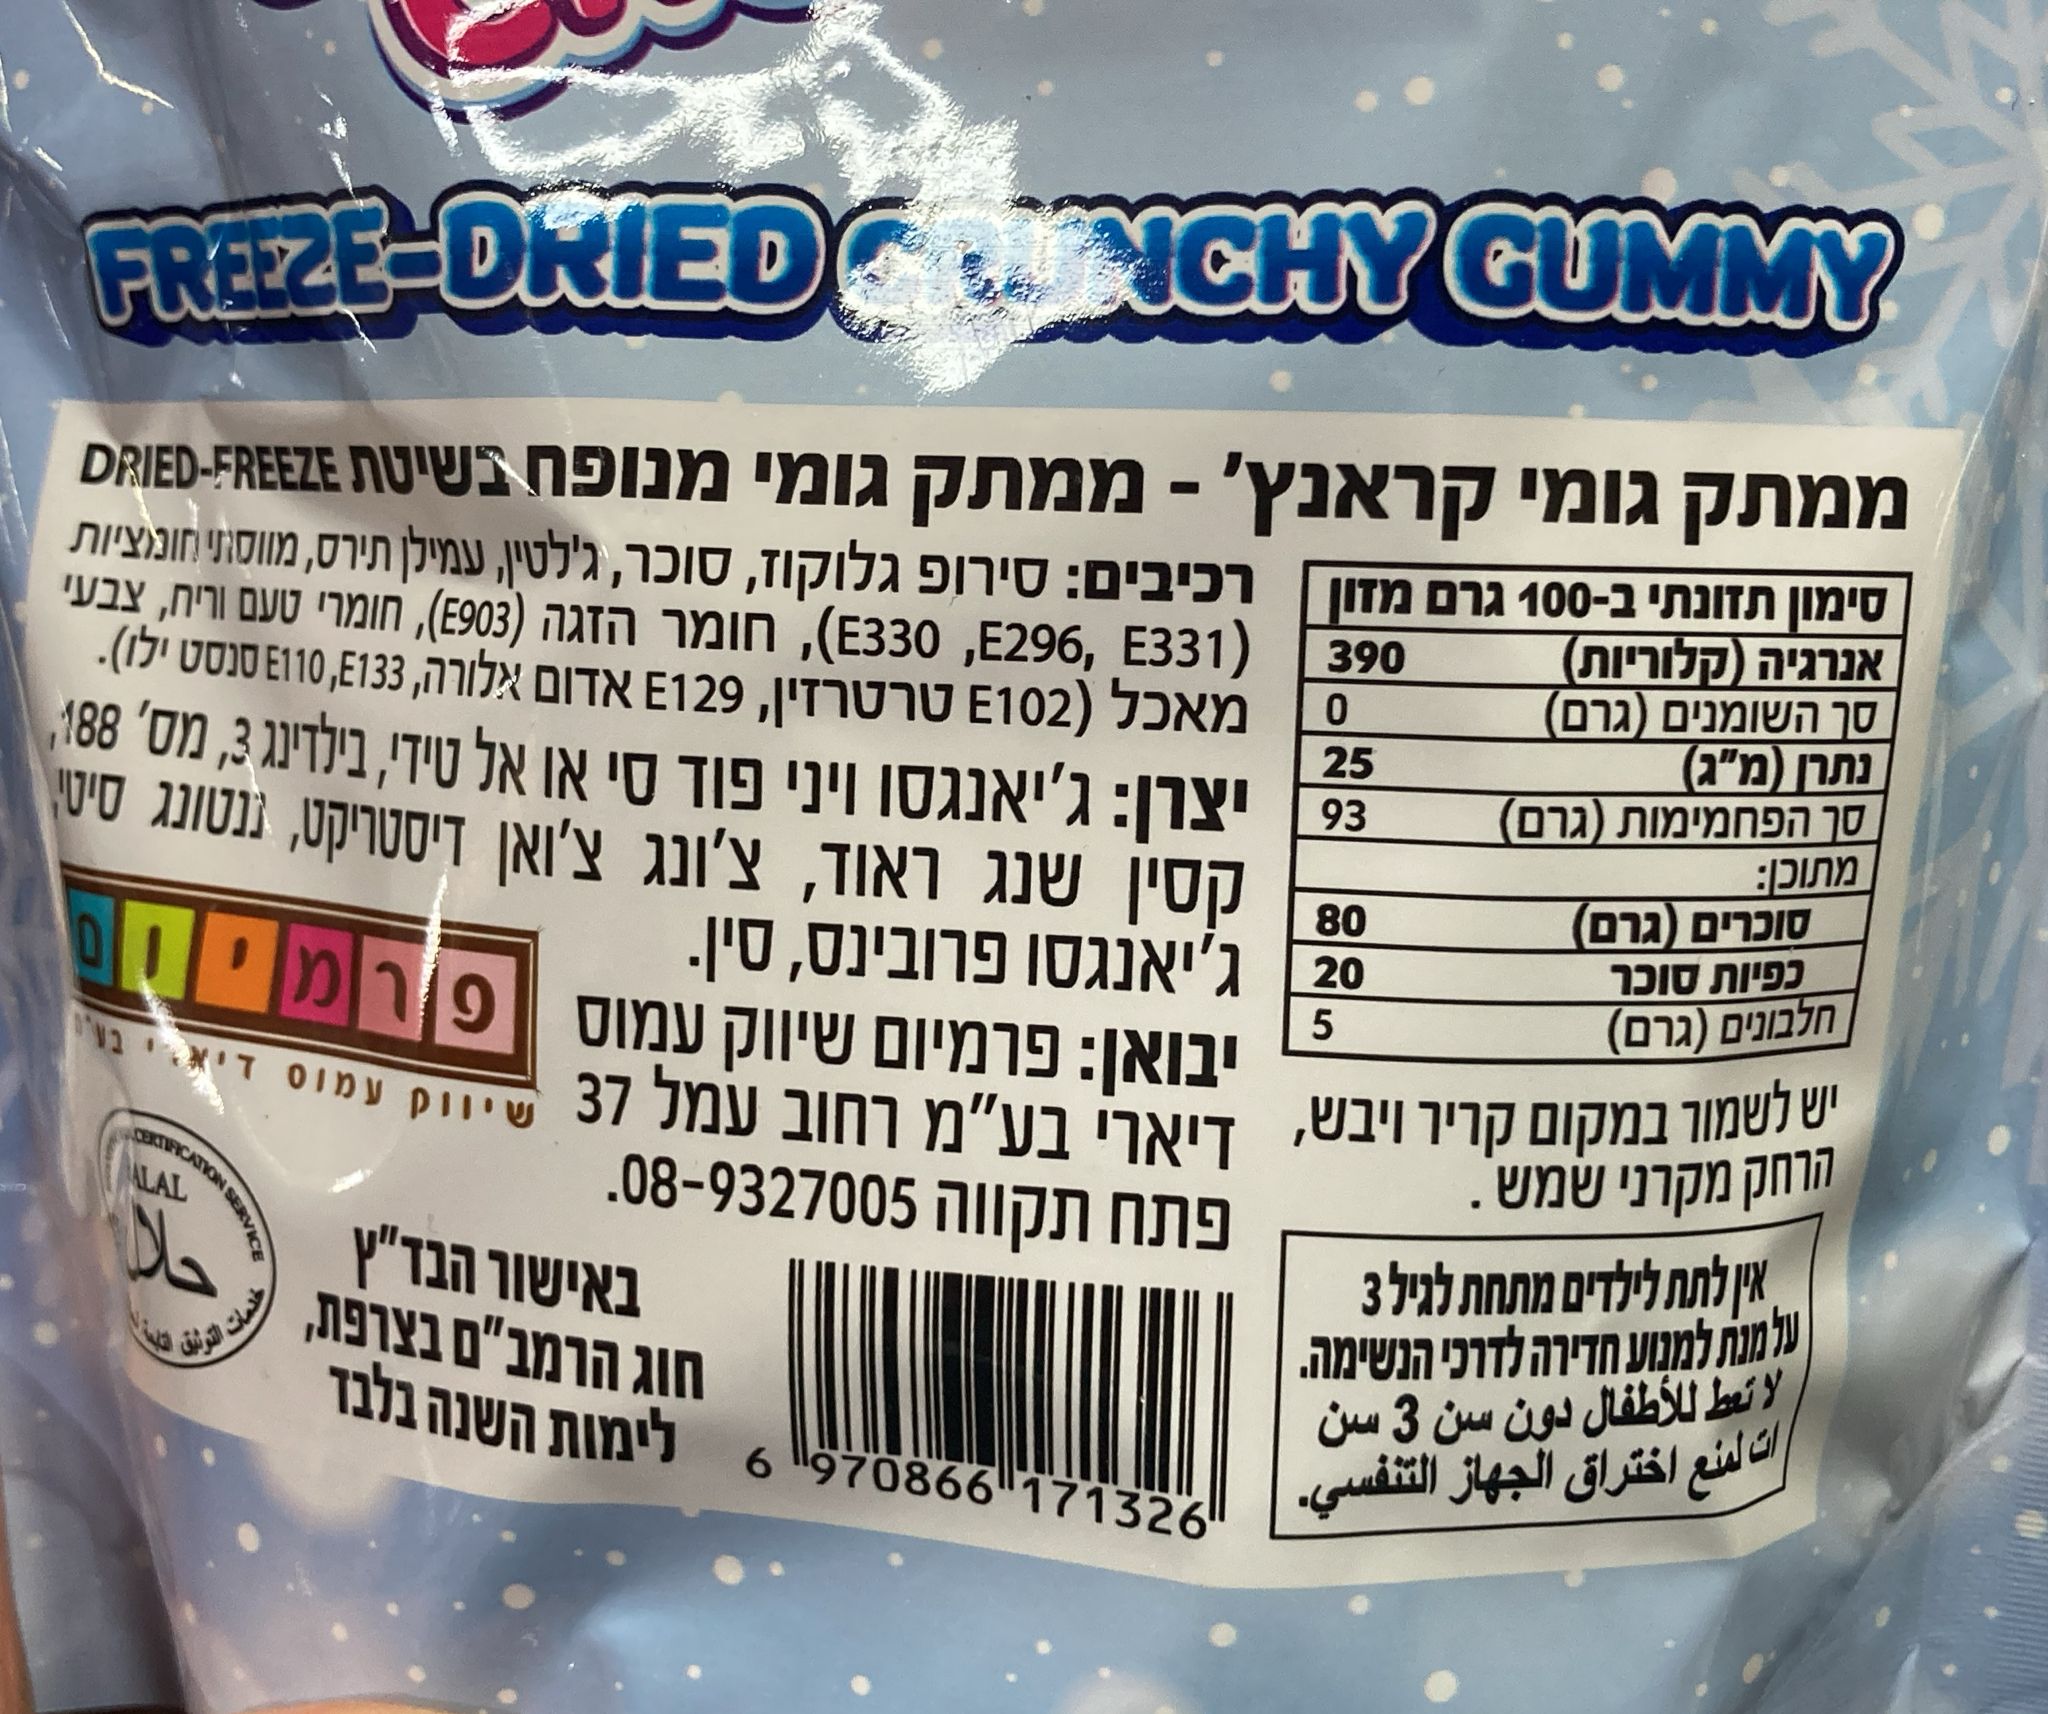 FREEZE-DRIED CRUNCHY GUMMY
ממתק גומי קראנץ' - ממתק גומי מנופח בשיטת DRIED-FREEZE
רכיבים: סירופ גלוקוז, סוכר, ג'לטין, עמילן תירס, מווסתי חומציות
(E330 ,E296, E331), חומר הזגה (E903), חומרי טעם וריח, צבעי
מאכל (E102 טרטרזין, E129 אדום אלורה, E110 ,E133 סנסט ילו).
יצרן: ג'יאנגסו ויני פוד סי או אל טידי, בילדינג 3, מס' 188,
קסין שנג ראוד, צ'ונג צ'ואן דיסטריקט, ננטונג סיטי,
ג'יאנגסו פרובינס, סין.
יבואן: פרמיום שיווק עמוס
דיארי בע"מ רחוב עמל 37
פתח תקווה 08-9327005.
סימון תזונתי ב-100 גרם מזון
אנרגיה (קלוריות) 390
סך השומנים (גרם) 0
נתרן (מ"ג) 25
סך הפחמימות (גרם) 93
מתוכן:
סוכרים (גרם) 80
כפיות סוכר 20
חלבונים (גרם) 5
יש לשמור במקום קריר ויבש,
הרחק מקרני שמש.
אין לתת לילדים מתחת לגיל 3
על מנת למנוע חדירה לדרכי הנשימה.
لا تعط للأطفال دون سن 3 سن
ات لمنع اختراق الجهاز التنفسي.
פרמיום
שיווק עמוס דיארי בע"מ
CERTIFICATION SERVICE
حلال
באישור הבד"ץ
חוג הרמב"ם בצרפת,
לימות השנה בלבד
6 970866 171326